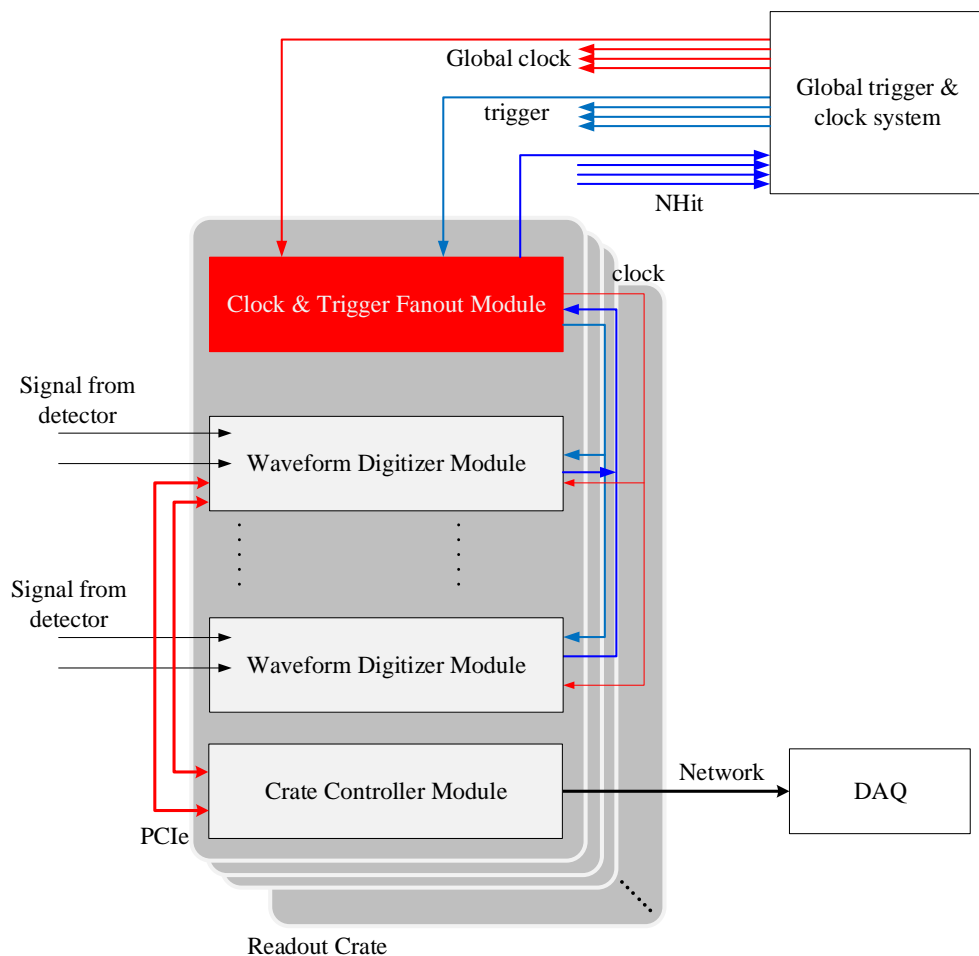 Global clock
Global trigger &
clock system
trigger
NHit
clock
Clock & Trigger Fanout Module
Signal from
detector
Waveform Digitizer Module
Signal from
detector
Waveform Digitizer Module
Crate Controller Module
Network
DAQ
PCIe
Readout Crate